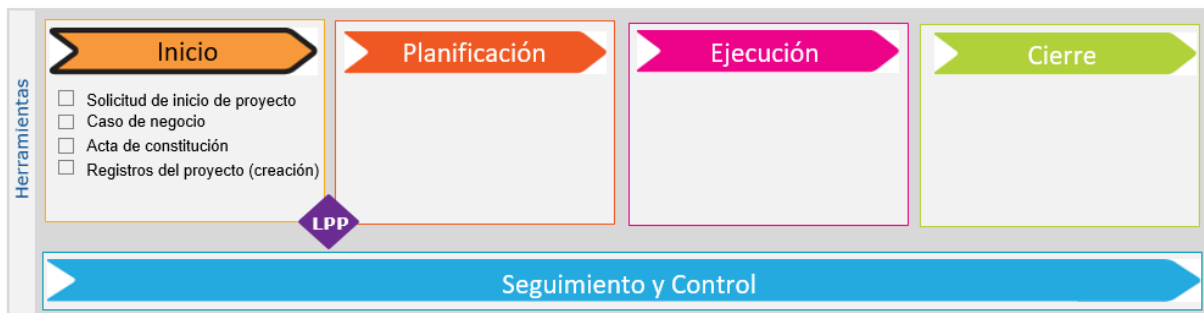 Herramientas
Inicio
Solicitud de inicio de proyecto
Caso de negocio
Acta de constitución
Registros del proyecto (creación)
LPP
Planificación
Ejecución
Cierre
Seguimiento y Control